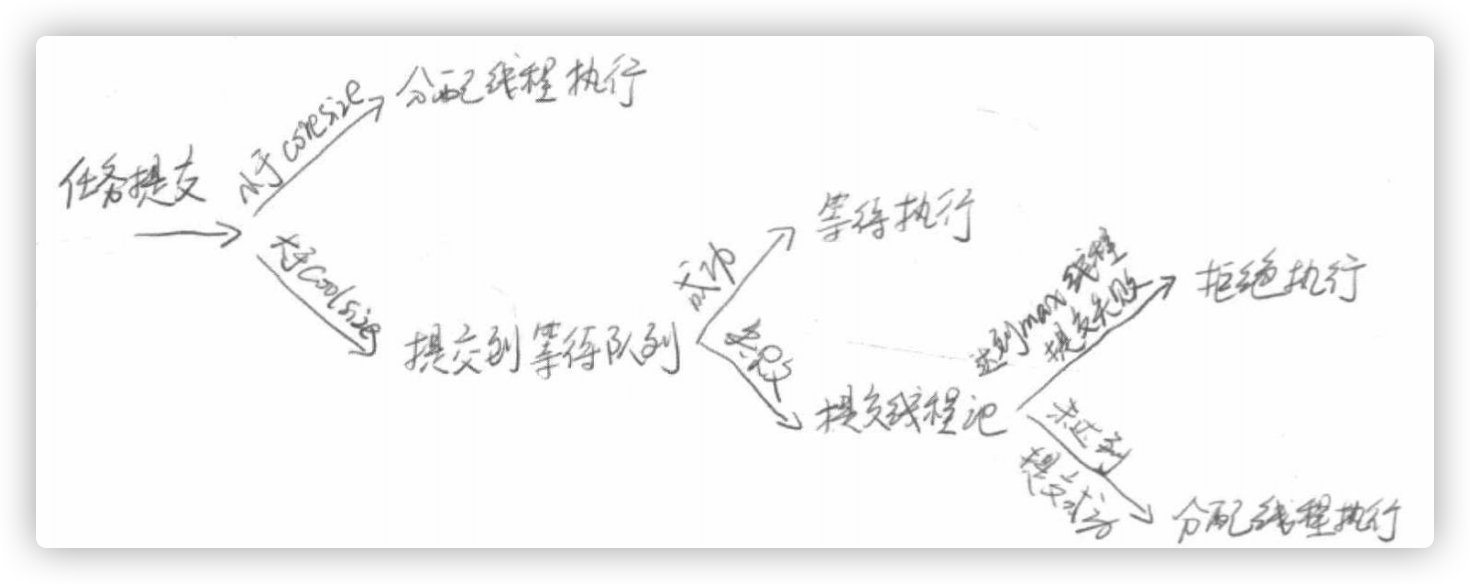 分配线程执行
小于coresize
任务提交
大于Coolsize
等待执行
成功
提交到等待队列
失败
达到max线程
提交失败
拒绝执行
提交线程池
未达到
提交成功
分配线程执行